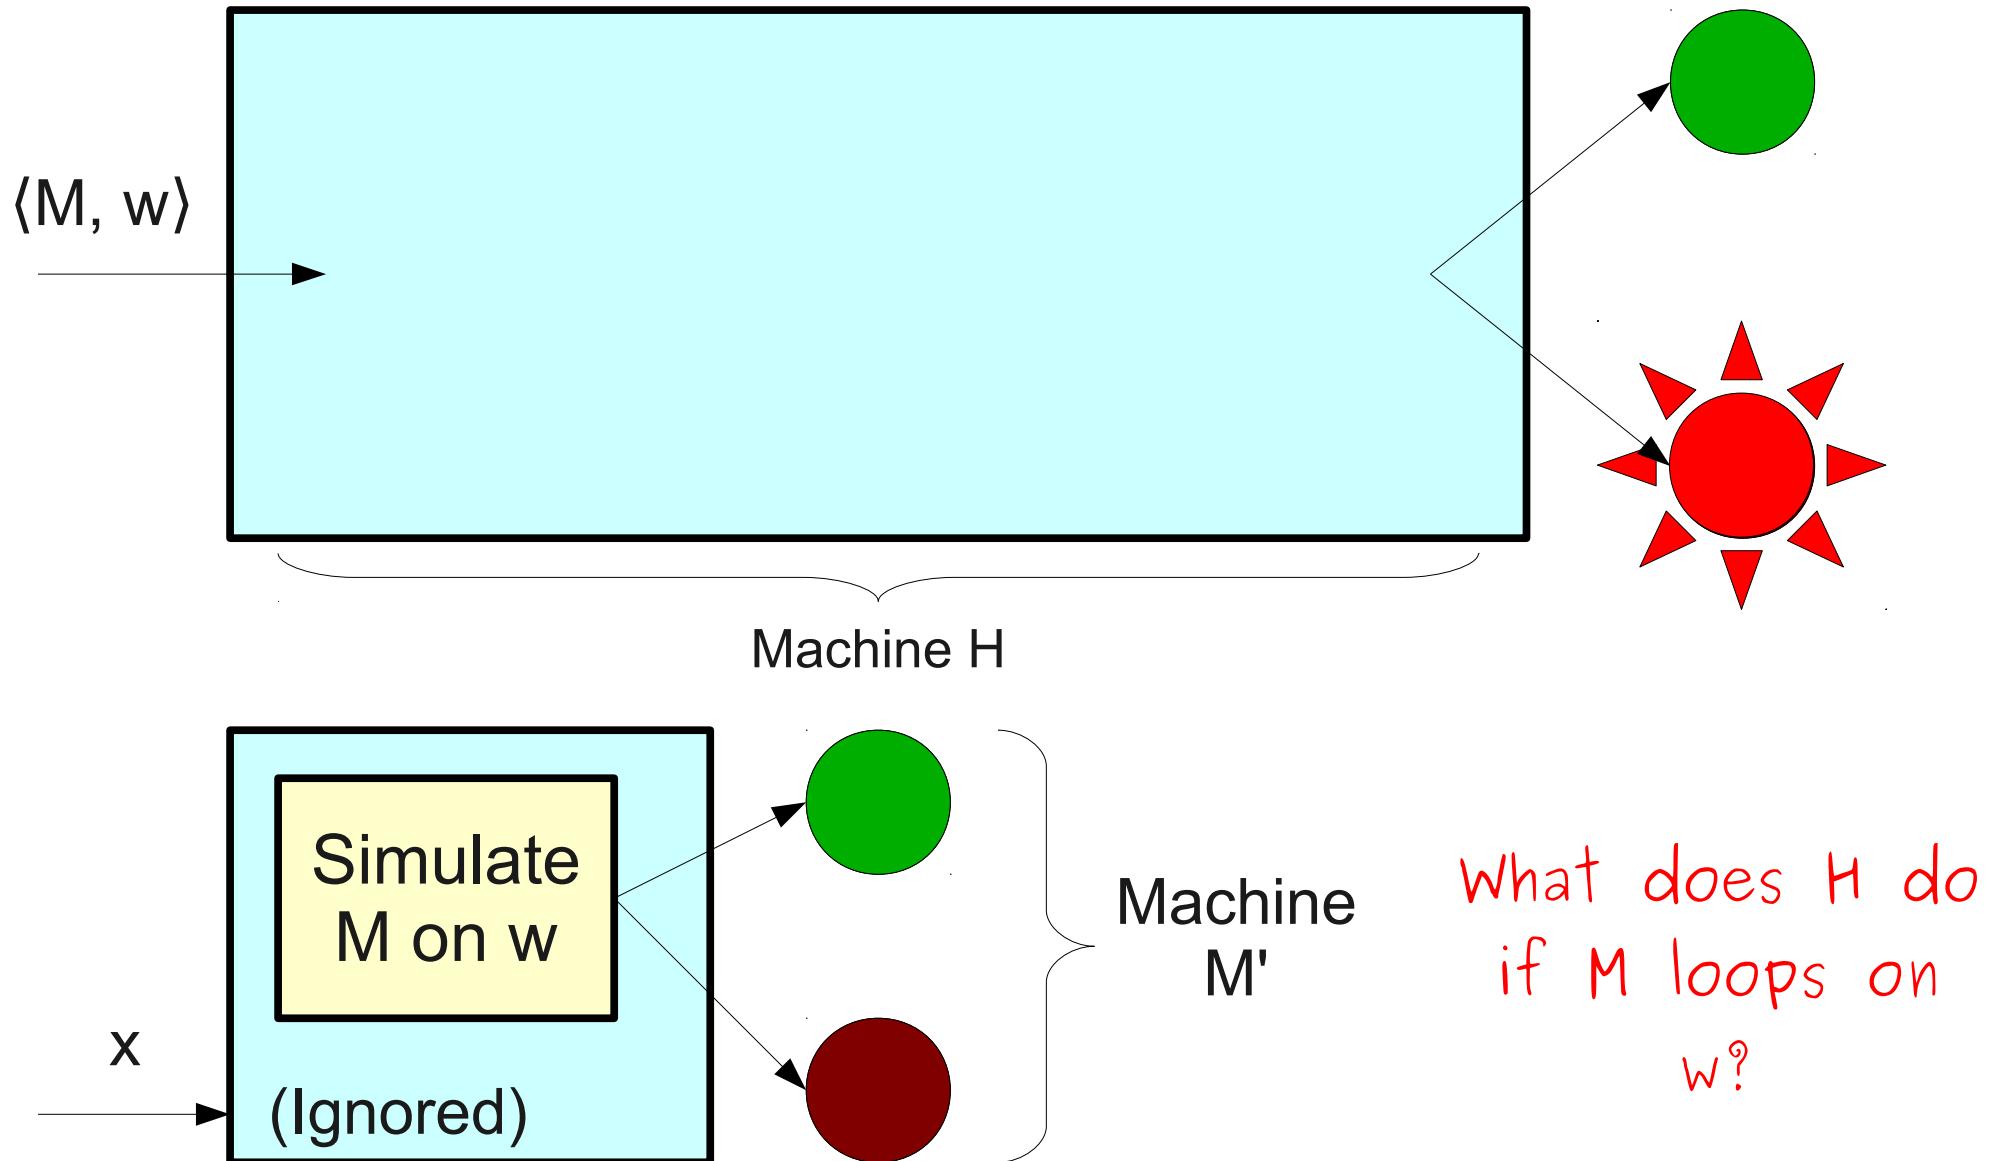 ⟨M, w⟩
Machine H
Simulate
M on w
x
(Ignored)
Machine
M'
What does H do
if M loops on
w?